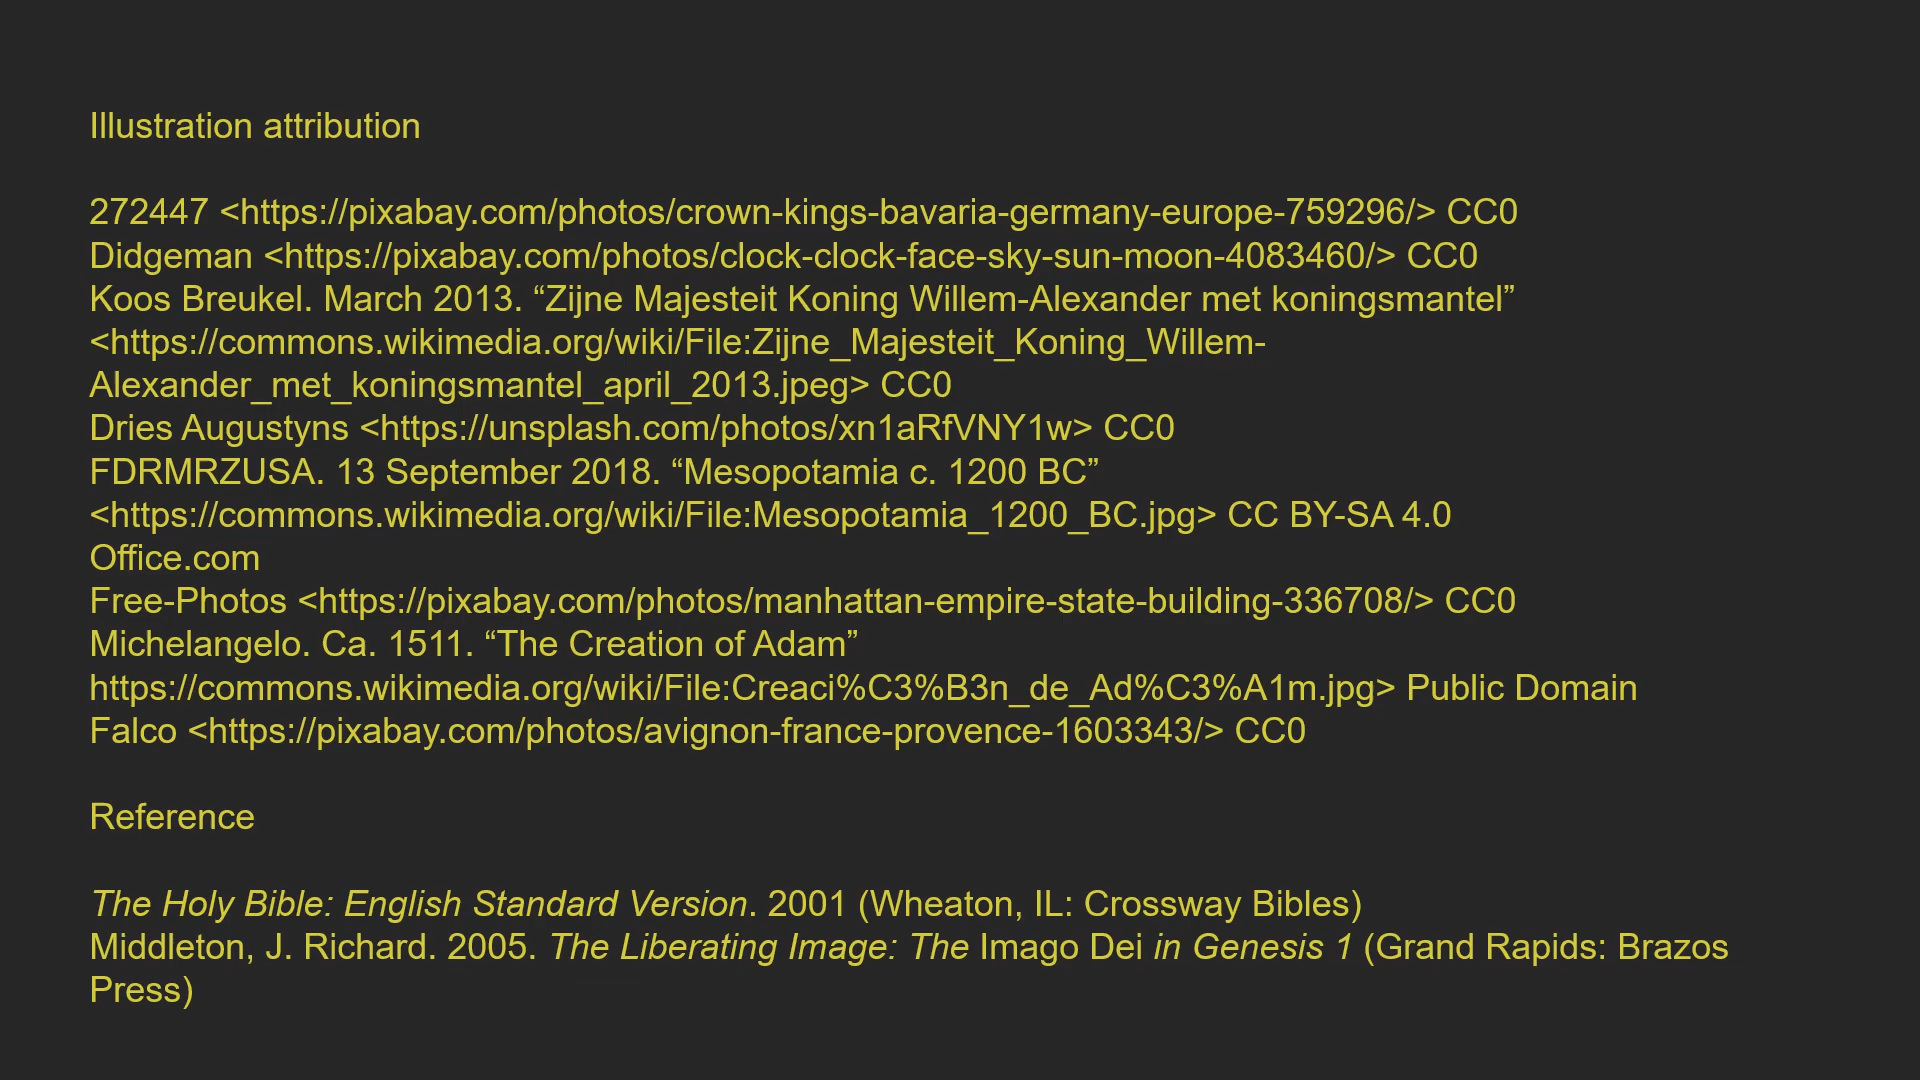 Illustration attribution
272447 <https://pixabay.com/photos/crown-kings-bavaria-germany-europe-759296/> CC0
Didgeman <https://pixabay.com/photos/clock-clock-face-sky-sun-moon-4083460/> CC0
Koos Breukel. March 2013. “Zijne Majesteit Koning Willem-Alexander met koningsmantel”
<https://commons.wikimedia.org/wiki/File:Zijne_Majesteit_Koning_Willem-
Alexander_met_koningsmantel_april_2013.jpeg> CC0
Dries Augustyns <https://unsplash.com/photos/xn1aRfVNY1w> CC0
FDRMRZUSA. 13 September 2018. “Mesopotamia c. 1200 BC”
<https://commons.wikimedia.org/wiki/File:Mesopotamia_1200_BC.jpg> CC BY-SA 4.0
Office.com
Free-Photos <https://pixabay.com/photos/manhattan-empire-state-building-336708/> CC0
Michelangelo. Ca. 1511. “The Creation of Adam”
https://commons.wikimedia.org/wiki/File:Creaci%C3%B3n_de_Ad%C3%A1m.jpg> Public Domain
Falco <https://pixabay.com/photos/avignon-france-provence-1603343/> CC0
Reference
The Holy Bible: English Standard Version. 2001 (Wheaton, IL: Crossway Bibles)
Middleton, J. Richard. 2005. The Liberating Image: The Imago Dei in Genesis 1 (Grand Rapids: Brazos
Press)